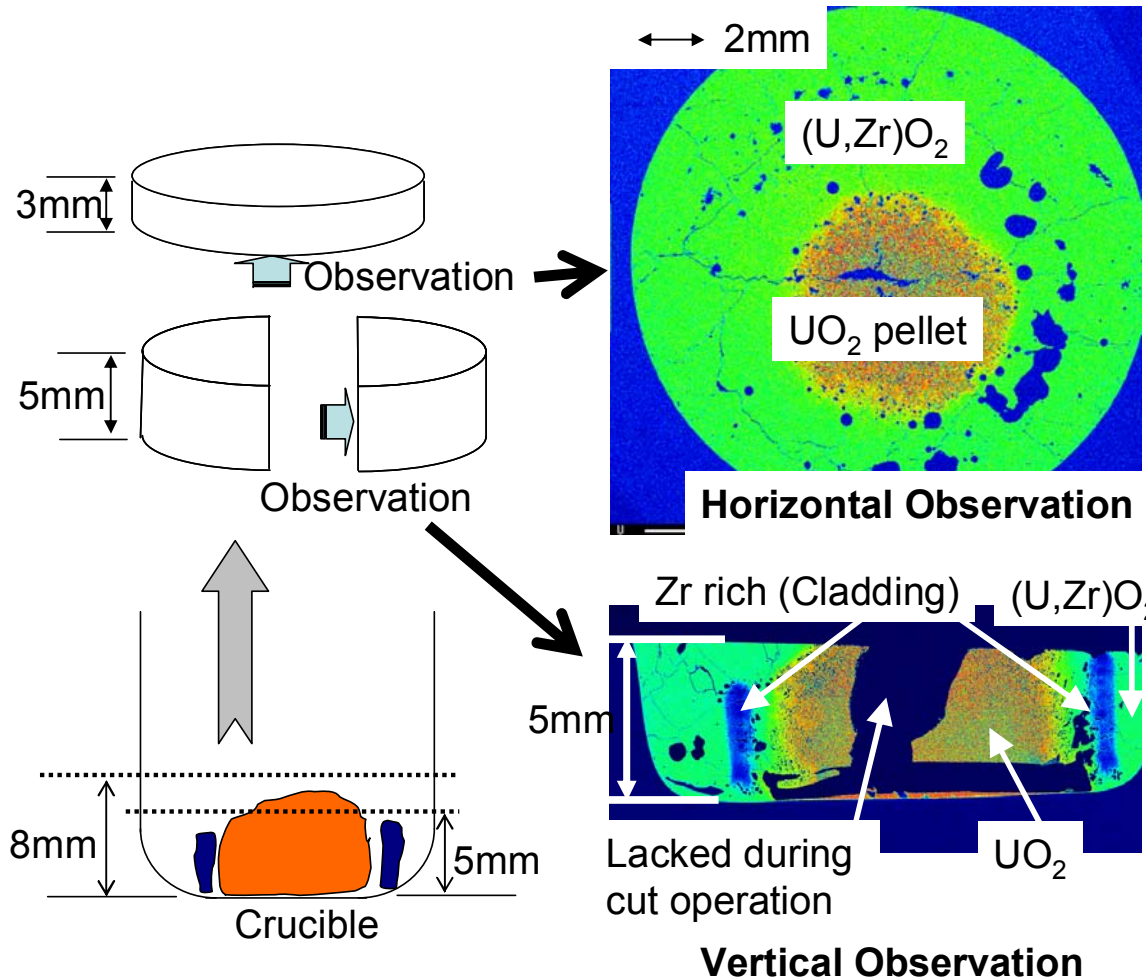 2mm
(U,Zr)O₂
3mm
Observation
UO₂ pellet
5mm
Observation
Horizontal Observation
U
Zr rich (Cladding)
(U,Zr)O₂
5mm
8mm
5mm
Crucible
Lacked during
cut operation
UO₂
Vertical Observation